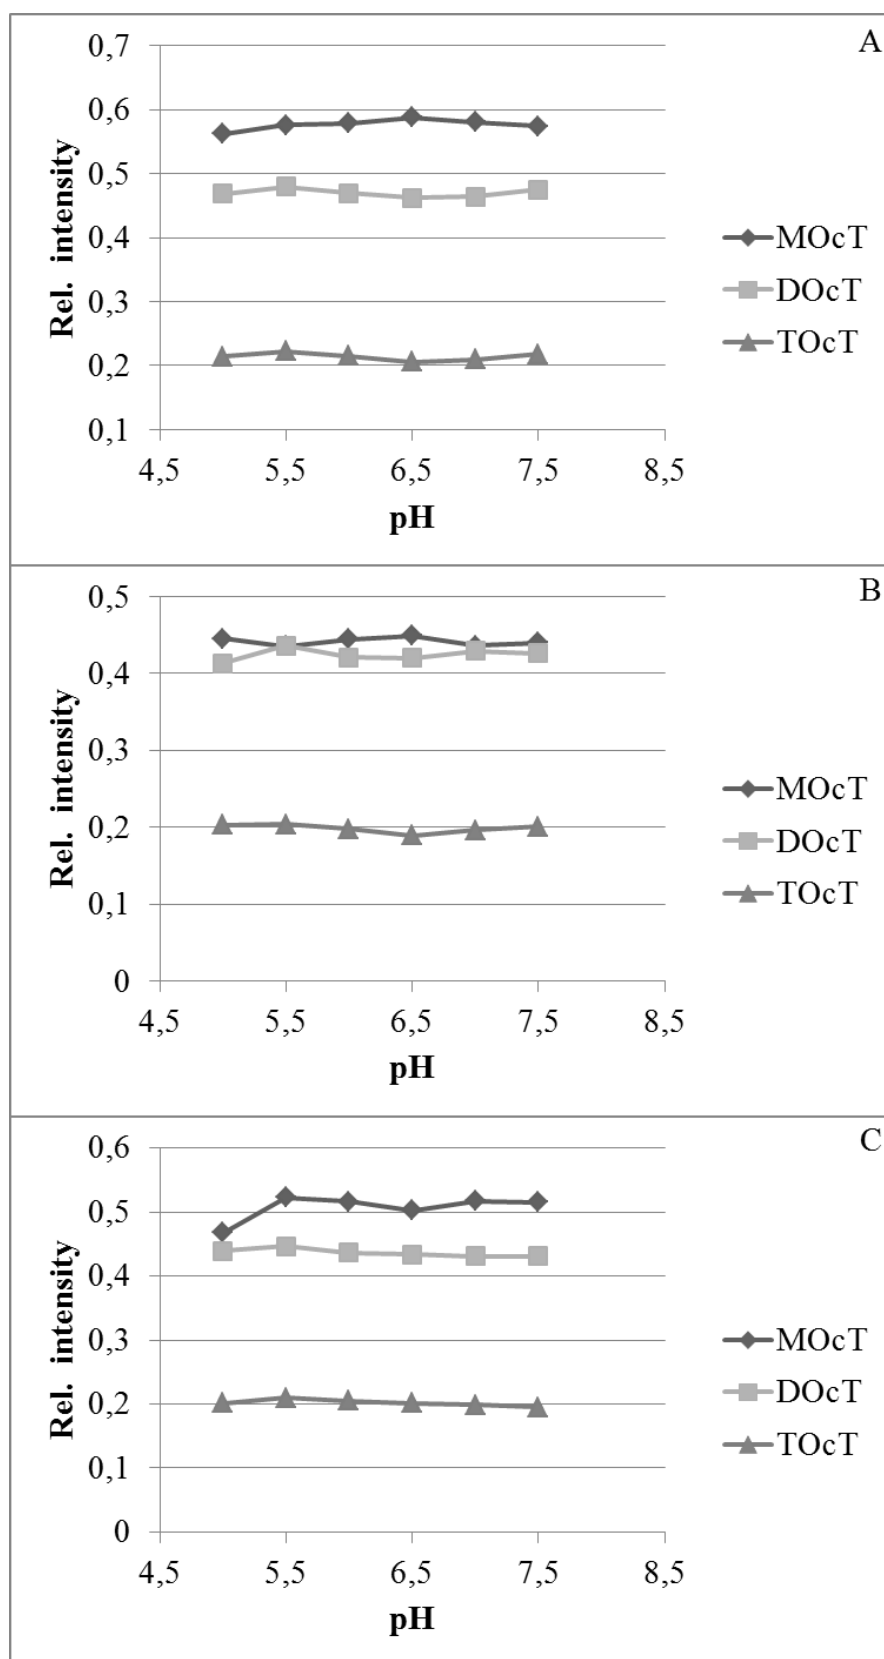 A
0,7
0,6
0,5
0,4
0,3
0,2
0,1
Rel. intensity
4,5 5,5 6,5 7,5 8,5
pH
MOcT
DOcT
TOcT
B
0,5
0,4
0,3
0,2
0,1
0
Rel. intensity
4,5 5,5 6,5 7,5 8,5
pH
MOcT
DOcT
TOcT
C
0,6
0,5
0,4
0,3
0,2
0,1
0
Rel. intensity
4,5 5,5 6,5 7,5 8,5
pH
MOcT
DOcT
TOcT